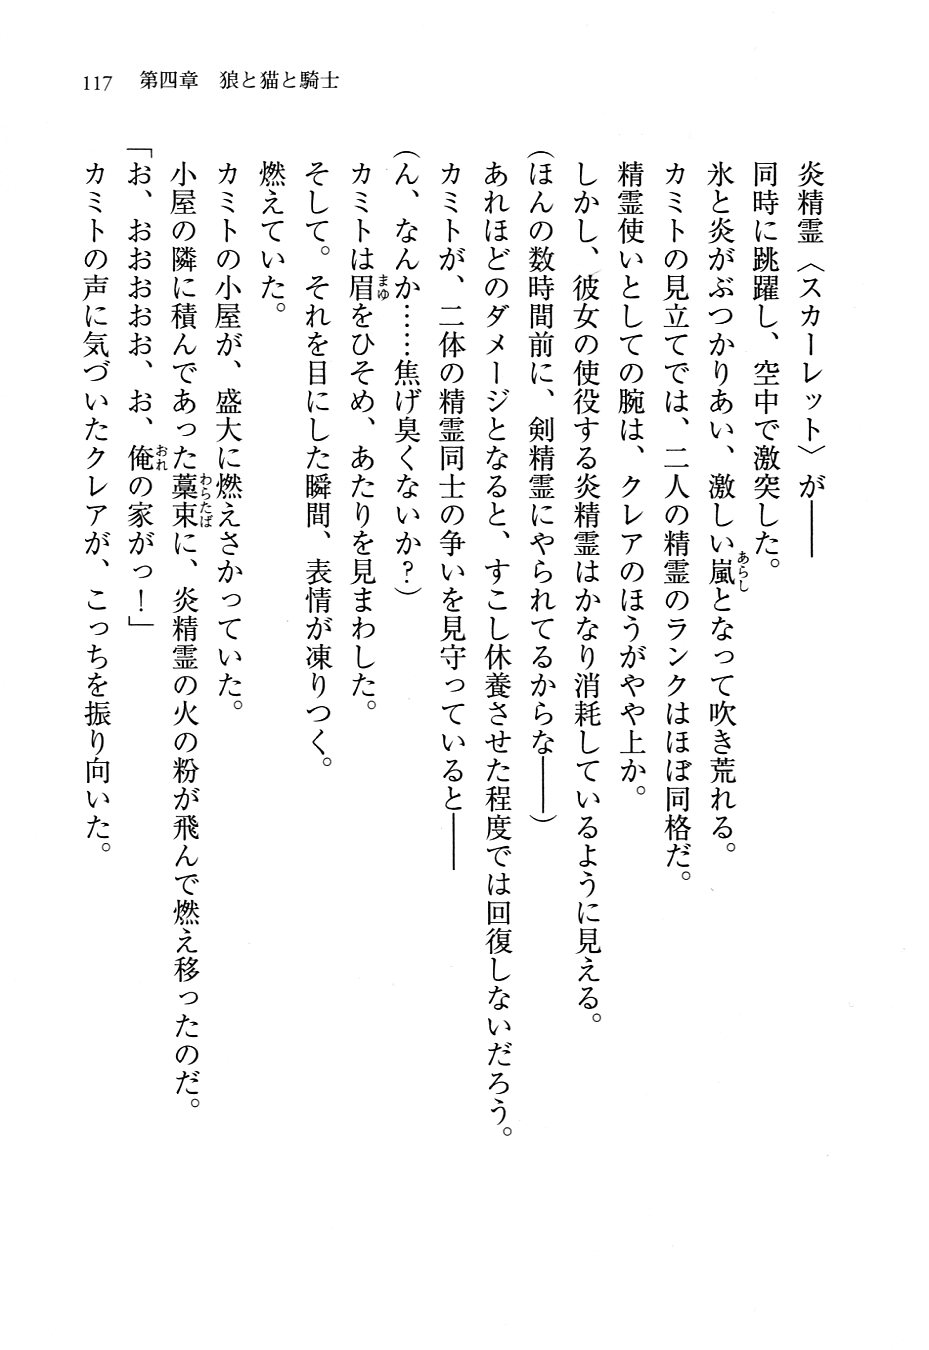 117　第四章　狼と猫と騎士
炎精霊〈スカーレット〉が――
同時に跳躍し、空中で激突した。
氷と炎がぶつかりあい、激しい嵐となって吹き荒れる。
あらし
カミトの見立てでは、二人の精霊のランクはほぼ同格だ。
精霊使いとしての腕は、クレアのほうがやや上か。
しかし、彼女の使役する炎精霊はかなり消耗しているように見える。
（ほんの数時間前に、剣精霊にやられてるからな――）
あれほどのダメージとなると、すこし休養させた程度では回復しないだろう。
カミトが、二体の精霊同士の争いを見守っていると――
（ん、なんか……焦げ臭くないか？）
カミトは眉をひそめ、あたりを見まわした。
まゆ
そして。それを目にした瞬間、表情が凍りつく。
燃えていた。
カミトの小屋が、盛大に燃えさかっていた。
小屋の隣に積んであった藁束に、炎精霊の火の粉が飛んで燃え移ったのだ。
わらたば
「お、おおおおお、お、俺の家がっ！」
おれ
カミトの声に気づいたクレアが、こっちを振り向いた。